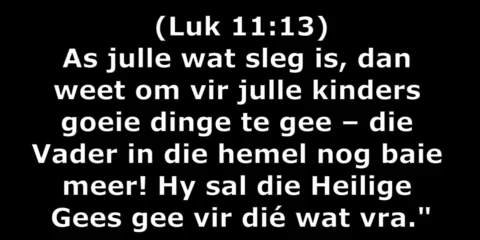 (Luk 11:13)
As julle wat sleg is, dan
weet om vir julle kinders
goeie dinge te gee – die
Vader in die hemel nog baie
meer! Hy sal die Heilige
Gees gee vir dié wat vra."